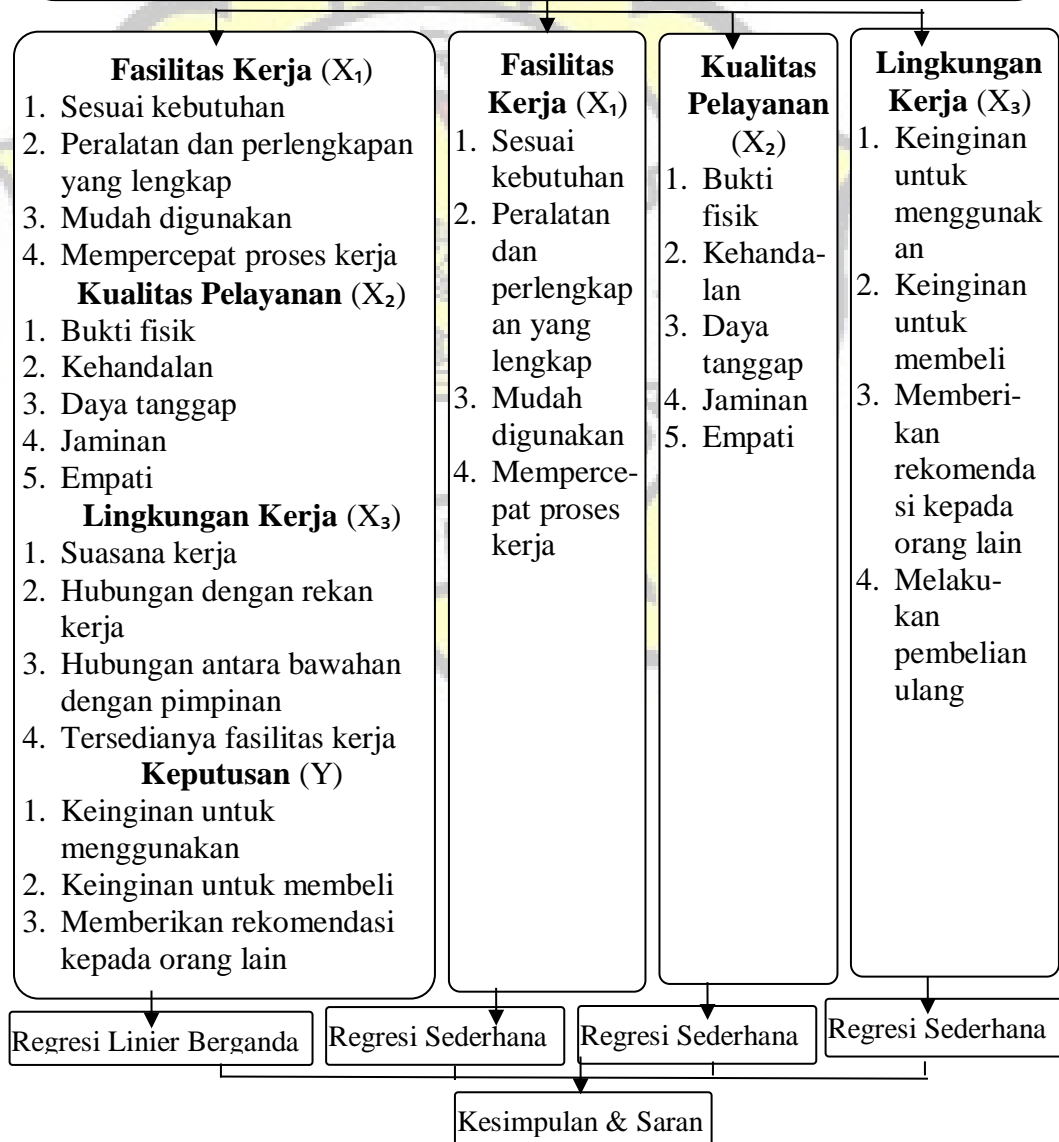 Fasilitas Kerja (X₁)
1. Sesuai kebutuhan
2. Peralatan dan perlengkapan
yang lengkap
3. Mudah digunakan
4. Mempercepat proses kerja
Kualitas Pelayanan (X₂)
1. Bukti fisik
2. Kehandalan
3. Daya tanggap
4. Jaminan
5. Empati
Lingkungan Kerja (X₃)
1. Suasana kerja
2. Hubungan dengan rekan
kerja
3. Hubungan antara bawahan
dengan pimpinan
4. Tersedianya fasilitas kerja
Keputusan (Y)
1. Keinginan untuk
menggunakan
2. Keinginan untuk membeli
3. Memberikan rekomendasi
kepada orang lain
Fasilitas
Kerja (X₁)
1. Sesuai
kebutuhan
2. Peralatan
dan
perlengkap
an yang
lengkap
3. Mudah
digunakan
4. Memperce-
pat proses
kerja
Kualitas
Pelayanan
(X₂)
1. Bukti
fisik
2. Kehanda-
lan
3. Daya
tanggap
4. Jaminan
5. Empati
Lingkungan
Kerja (X₃)
1. Keinginan
untuk
menggunak
an
2. Keinginan
untuk
membeli
3. Memberi-
kan
rekomenda
si kepada
orang lain
4. Melaku-
kan
pembelian
ulang
Regresi Linier Berganda
Regresi Sederhana
Regresi Sederhana
Regresi Sederhana
Kesimpulan & Saran